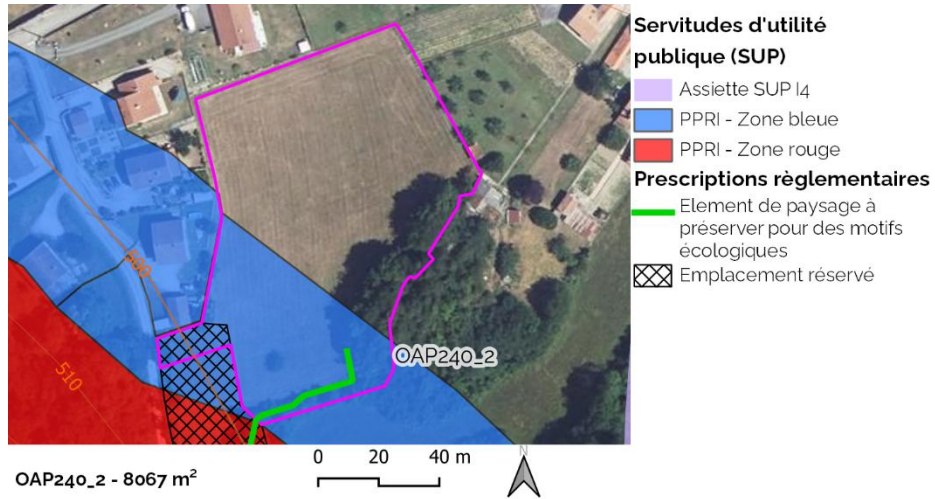 Servitudes d'utilité
publique (SUP)
Assiette SUP I4
PPRI - Zone bleue
PPRI - Zone rouge
Prescriptions règlementaires
Element de paysage à
préserver pour des motifs
écologiques
Emplacement réservé
500
510
OAP240_2
OAP240_2 - 8067 m²
0 20 40 m
N